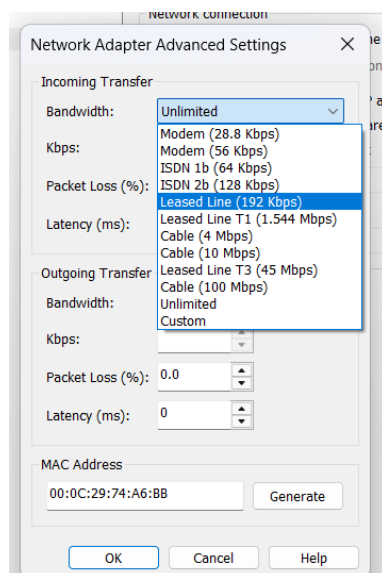 Network connection
Network Adapter Advanced Settings
Incoming Transfer
Bandwidth:
Unlimited
Modem (28.8 Kbps)
Kbps:
Modem (56 Kbps)
ISDN 1b (64 Kbps)
Packet Loss (%):
ISDN 2b (128 Kbps)
Leased Line (192 Kbps)
Latency (ms):
Leased Line T1 (1.544 Mbps)
Cable (4 Mbps)
Cable (10 Mbps)
Outgoing Transfer
Leased Line T3 (45 Mbps)
Cable (100 Mbps)
Bandwidth:
Unlimited
Custom
Kbps:
Packet Loss (%): 0.0
Latency (ms): 0
MAC Address
00:0C:29:74:A6:BB Generate
OK Cancel Help